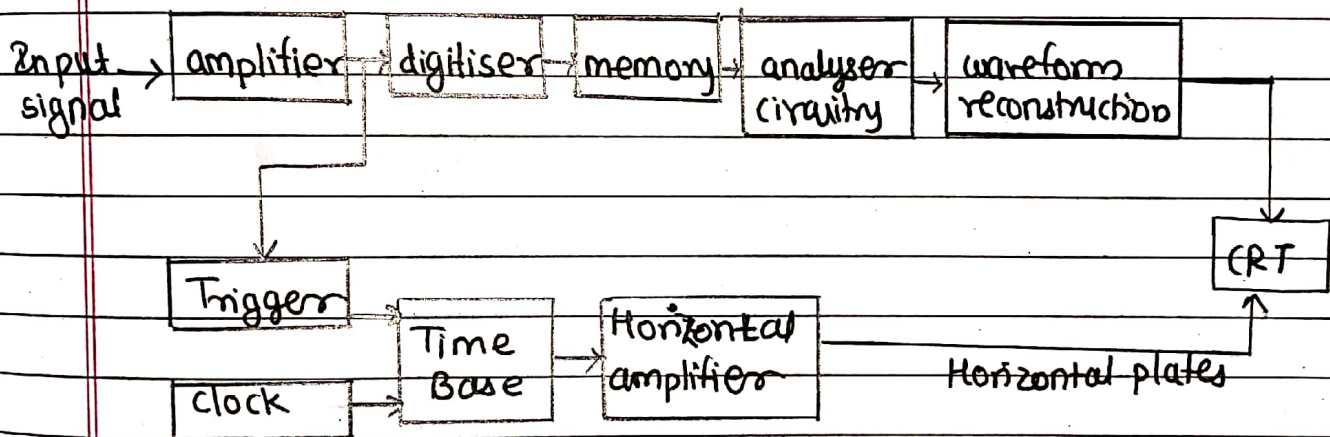 Input
signal
amplifier
digitiser
memory
analyser
circuitry
waveform
reconstruction
CRT
Trigger
Time
Base
Horizontal
amplifier
Horizontal plates
clock